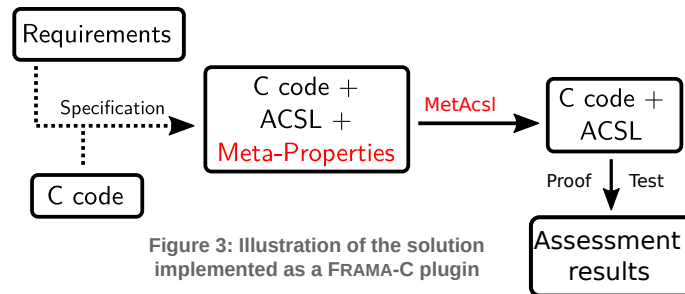 Requirements
Specification
C code
C code +
ACSL +
Meta-Properties
MetAcsl
C code +
ACSL
Proof Test
Assessment
results
Figure 3: Illustration of the solution
implemented as a FRAMA-C plugin